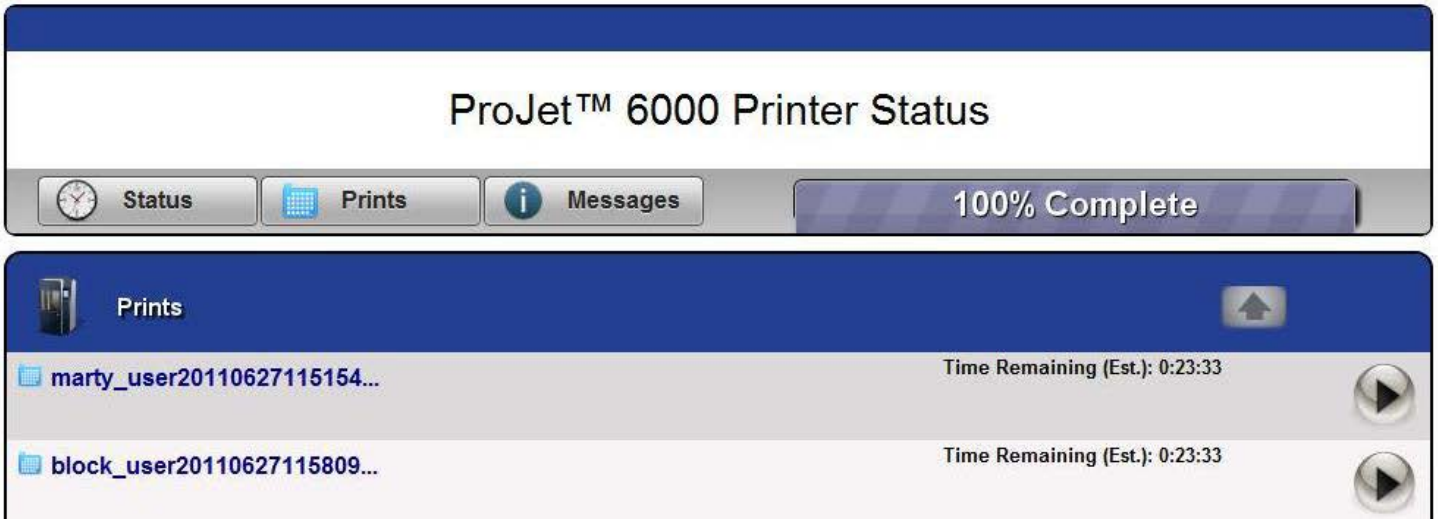 ProJet™ 6000 Printer Status
Status Prints Messages 100% Complete
Prints
marty_user20110627115154... Time Remaining (Est.): 0:23:33
block_user20110627115809... Time Remaining (Est.): 0:23:33